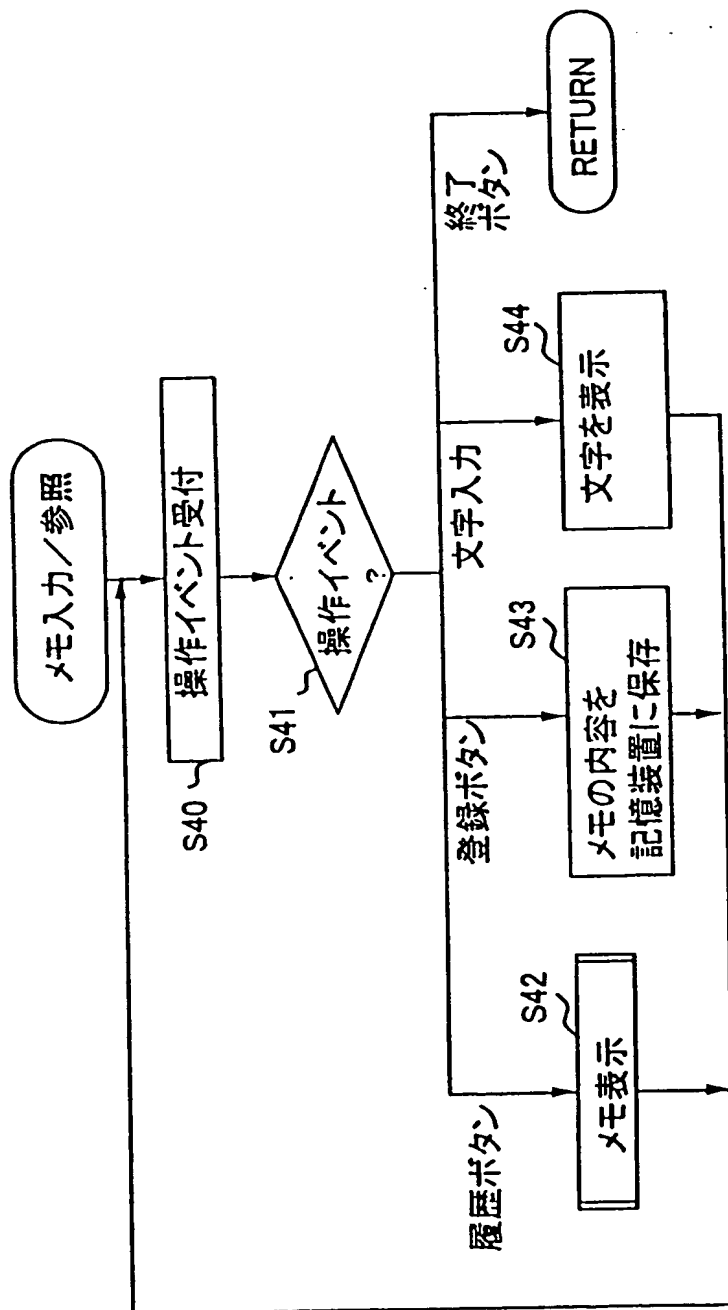 メモ入力／参照
S40
操作イベント受付
S41
操作イベント
?
履歴ボタン
登録ボタン
文字入力
終了
ボタン
S42
メモ表示
S43
メモの内容を
記憶装置に保存
S44
文字を表示
RETURN